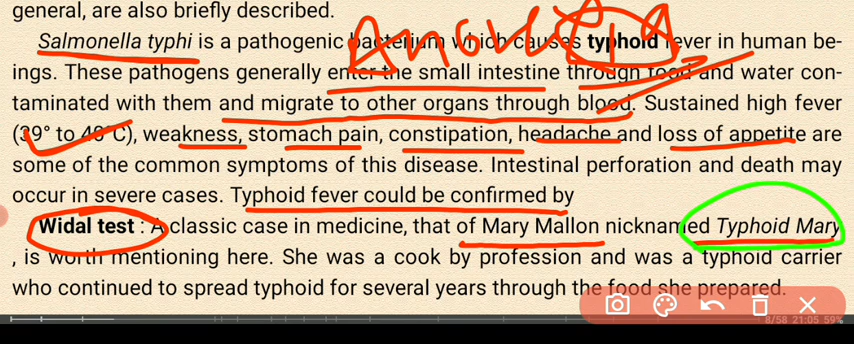 general, are also briefly described.
Salmonella typhi is a pathogenic bacterium which causes typhoid fever in human be-
ings. These pathogens generally enter the small intestine through food and water con-
taminated with them and migrate to other organs through blood. Sustained high fever
(39° to 40°C), weakness, stomach pain, constipation, headache and loss of appetite are
some of the common symptoms of this disease. Intestinal perforation and death may
occur in severe cases. Typhoid fever could be confirmed by
Widal test : A classic case in medicine, that of Mary Mallon nicknamed Typhoid Mary
, is worth mentioning here. She was a cook by profession and was a typhoid carrier
who continued to spread typhoid for several years through the food she prepared.
8/58 21:05 59%